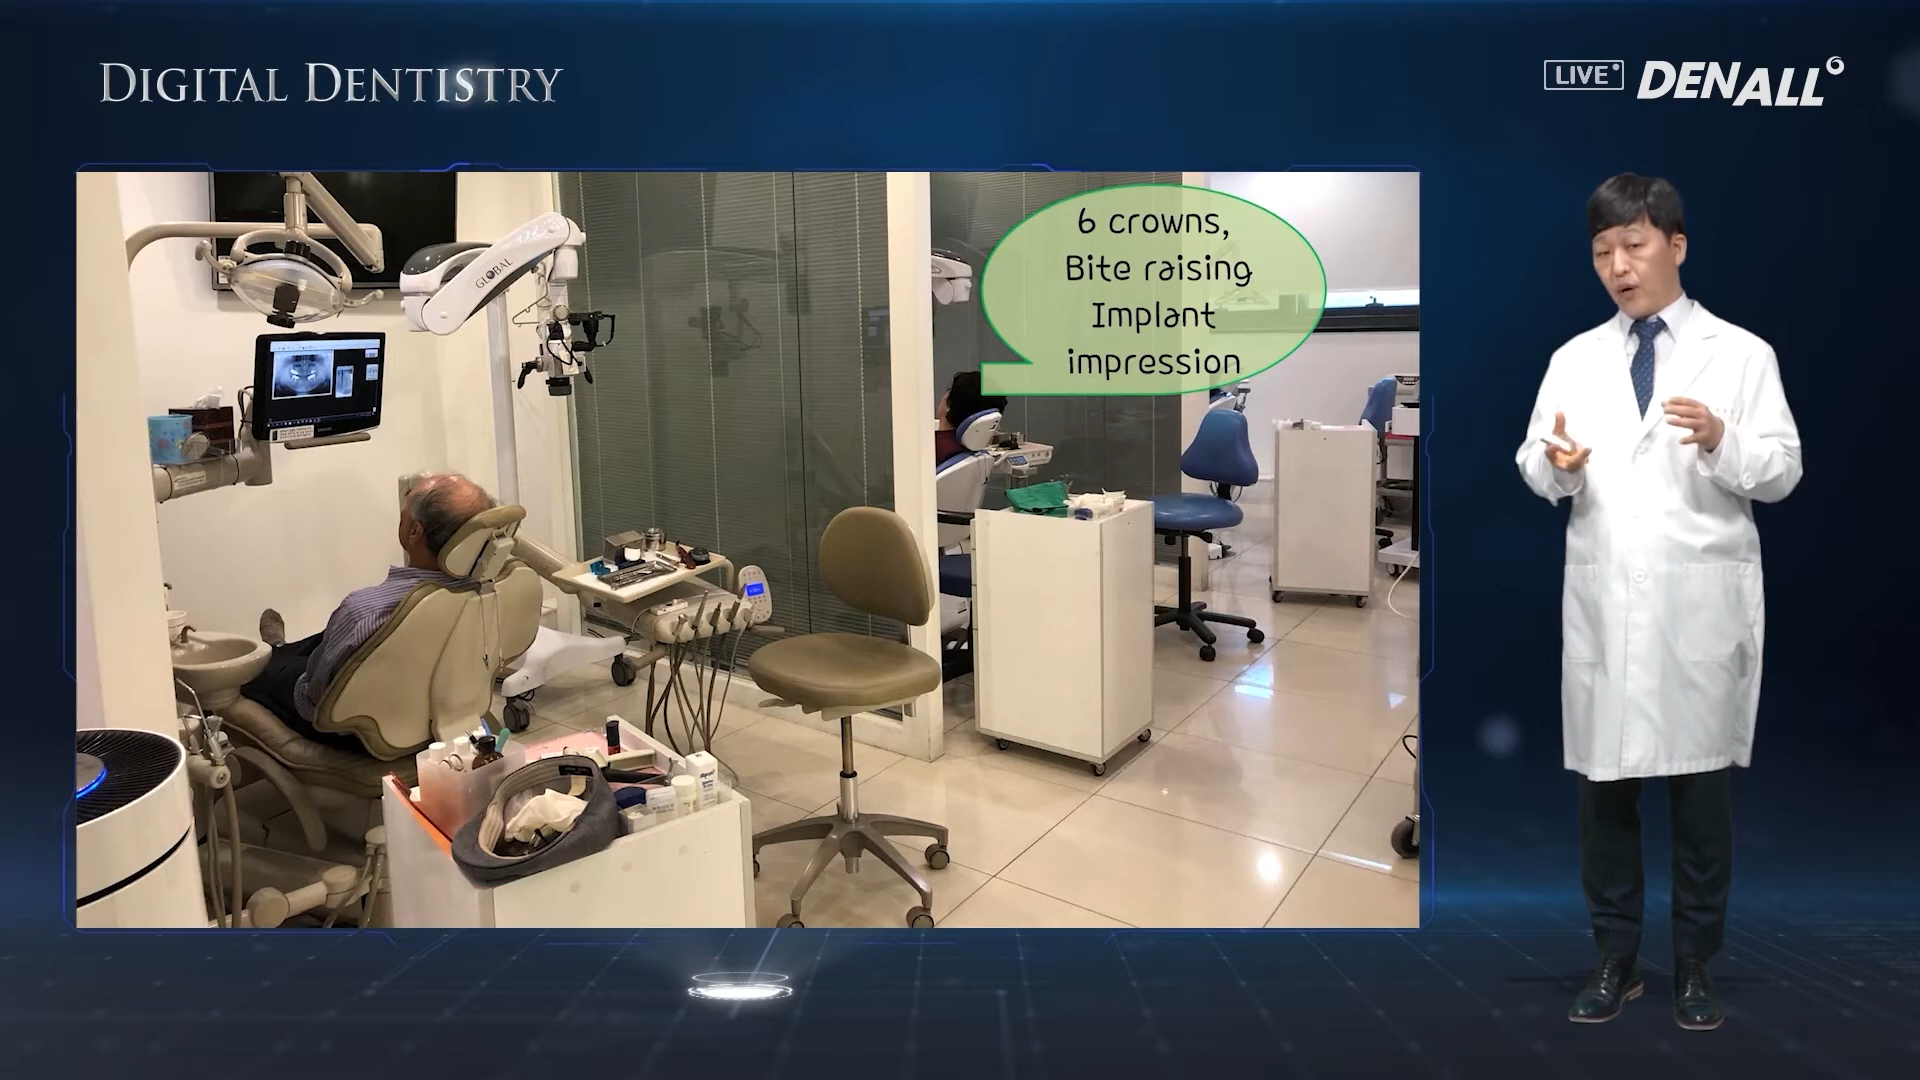 DIGITAL DENTISTRY
LIVE DENALL
GLOBAL
6 crowns,
Bite raising
Implant
impression